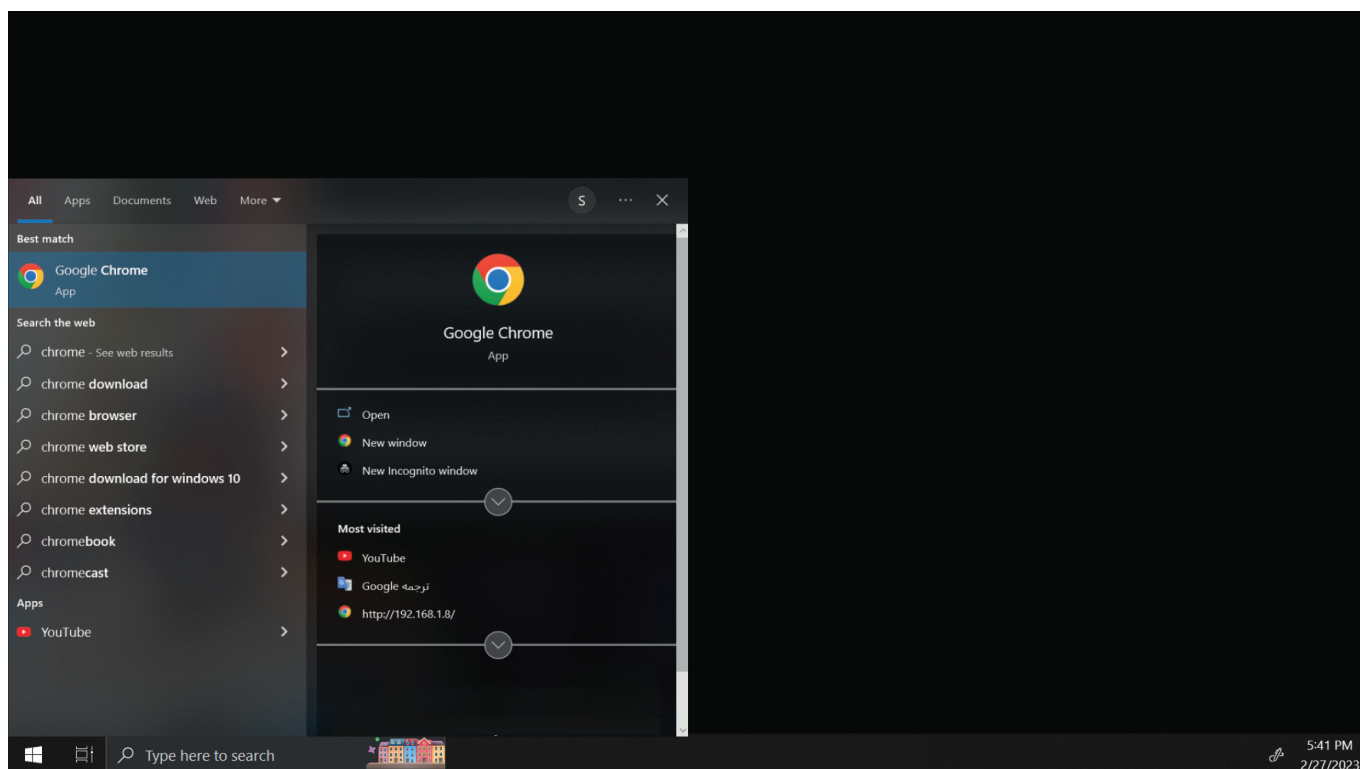 All Apps Documents Web More S ... 
Best match
Google Chrome
App
Search the web
chrome - See web results
chrome download
chrome browser
chrome web store
chrome download for windows 10
chrome extensions
chromebook
chromecast
Apps
YouTube
Google Chrome
App
Open
New window
New Incognito window
Most visited
YouTube
ترجمه Google
http://192.168.1.8/
Type here to search
5:41 PM
2/27/2023